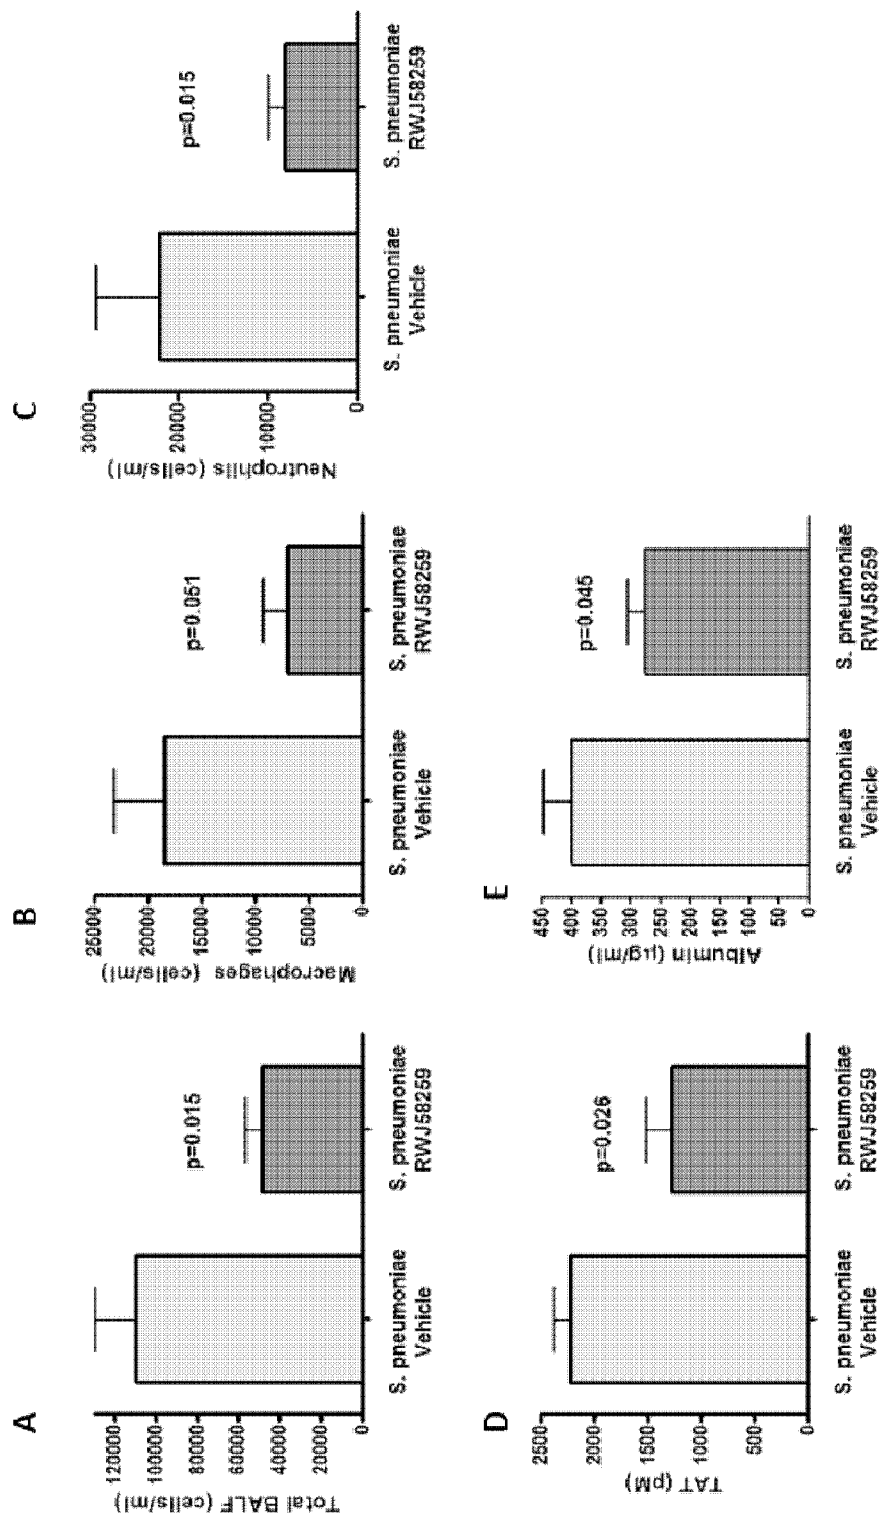 A
Total BALF (cells/ml)
120000
100000
80000
60000
40000
20000
0
p=0.015
S. pneumoniae
Vehicle
S. pneumoniae
RWJ58259
B
Macrophages (cells/ml)
25000
20000
15000
10000
5000
0
p=0.051
S. pneumoniae
Vehicle
S. pneumoniae
RWJ58259
C
Neutrophils (cells/ml)
30000
20000
10000
0
p=0.015
S. pneumoniae
Vehicle
S. pneumoniae
RWJ58259
D
TAT (pM)
2500
2000
1500
1000
500
0
p=0.026
S. pneumoniae
Vehicle
S. pneumoniae
RWJ58259
E
Albumin (µg/ml)
450
400
350
300
250
200
150
100
50
0
p=0.045
S. pneumoniae
Vehicle
S. pneumoniae
RWJ58259